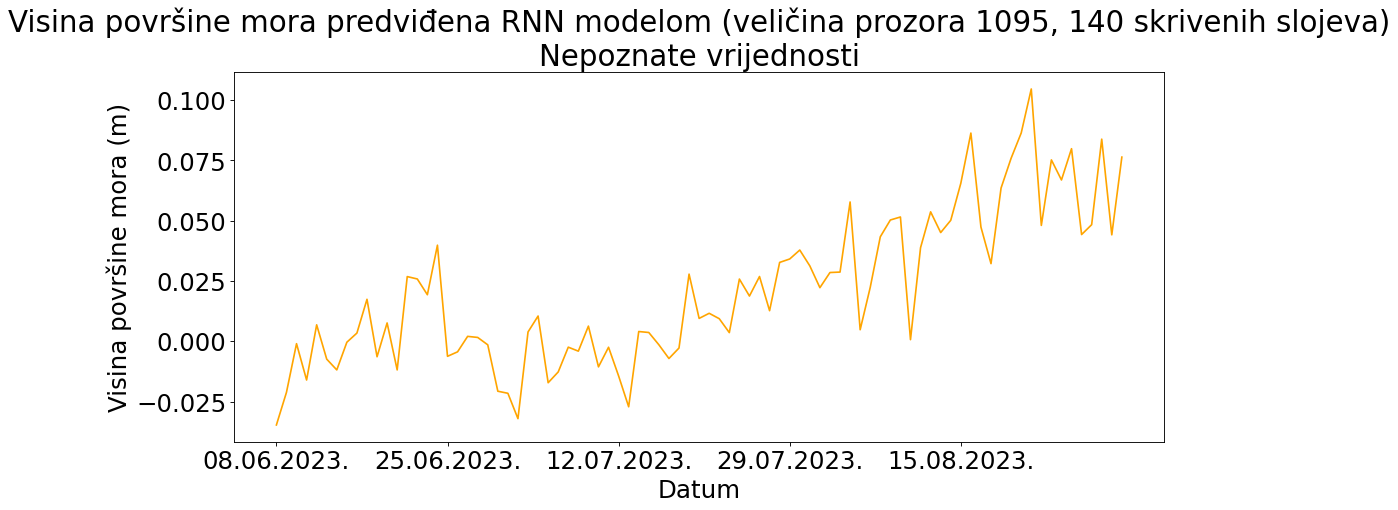 Visina površine mora predviđena RNN modelom (veličina prozora 1095, 140 skrivenih slojeva)
Nepoznate vrijednosti
Visina površine mora (m)
0.100
0.075
0.050
0.025
0.000
−0.025
08.06.2023. 25.06.2023. 12.07.2023. 29.07.2023. 15.08.2023.
Datum